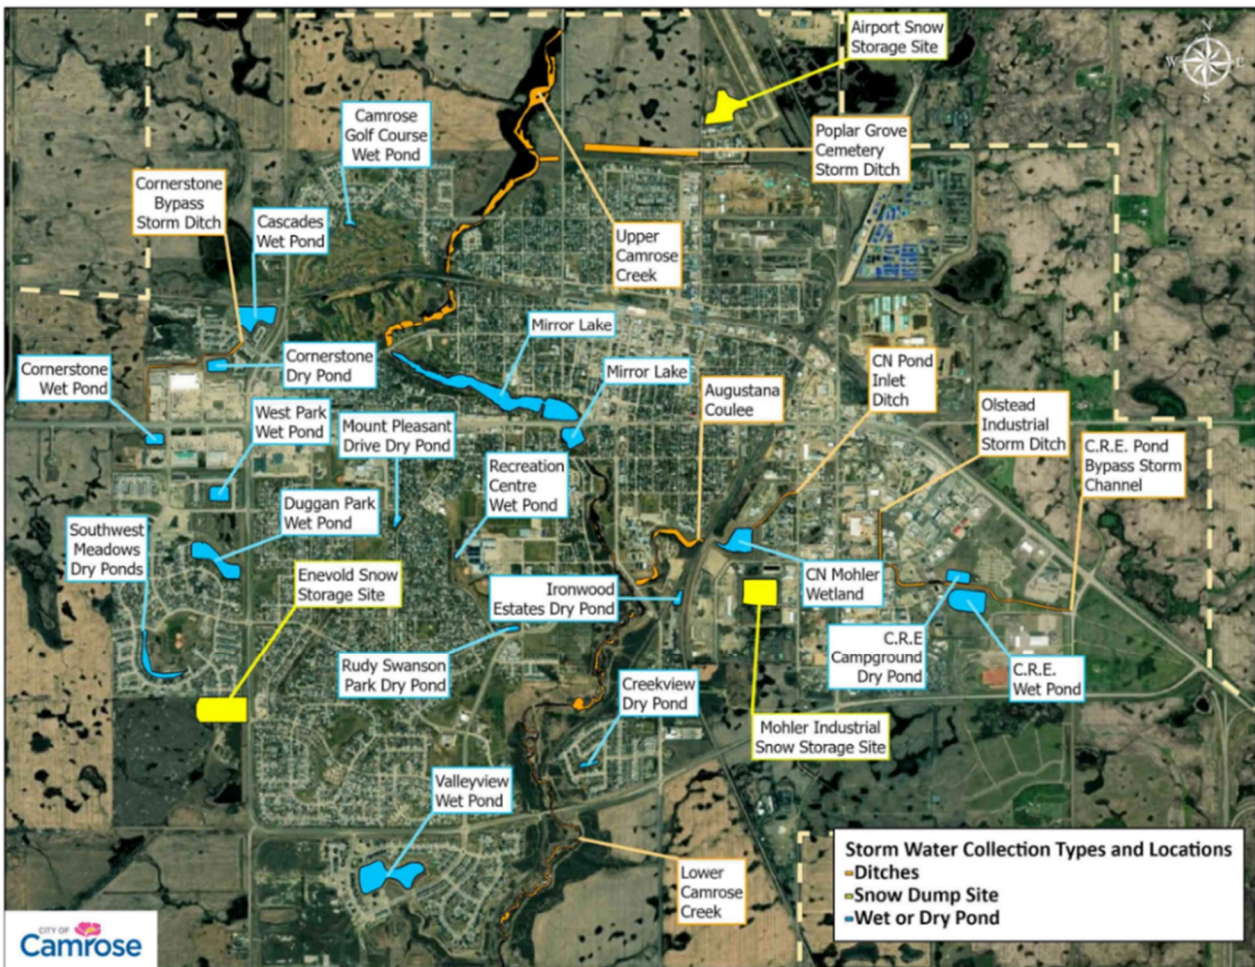 Airport Snow
Storage Site
N
W
E
S
Camrose
Golf Course
Wet Pond
Poplar Grove
Cemetery
Storm Ditch
Cornerstone
Bypass
Storm Ditch
Cascades
Wet Pond
Upper
Camrose
Creek
Mirror Lake
Cornerstone
Wet Pond
Cornerstone
Dry Pond
Mirror Lake
CN Pond
Inlet
Ditch
Augustana
Coulee
Olstead
Industrial
Storm Ditch
West Park
Wet Pond
Mount Pleasant
Drive Dry Pond
C.R.E. Pond
Bypass Storm
Channel
Recreation
Centre
Wet Pond
Duggan Park
Wet Pond
Southwest
Meadows
Dry Ponds
Enevold Snow
Storage Site
Ironwood
Estates Dry Pond
CN Mohler
Wetland
C.R.E
Campground
Dry Pond
C.R.E.
Wet Pond
Rudy Swanson
Park Dry Pond
Creekview
Dry Pond
Mohler Industrial
Snow Storage Site
Valleyview
Wet Pond
Lower
Camrose
Creek
Storm Water Collection Types and Locations
Ditches
Snow Dump Site
Wet or Dry Pond
CITY OF
Camrose